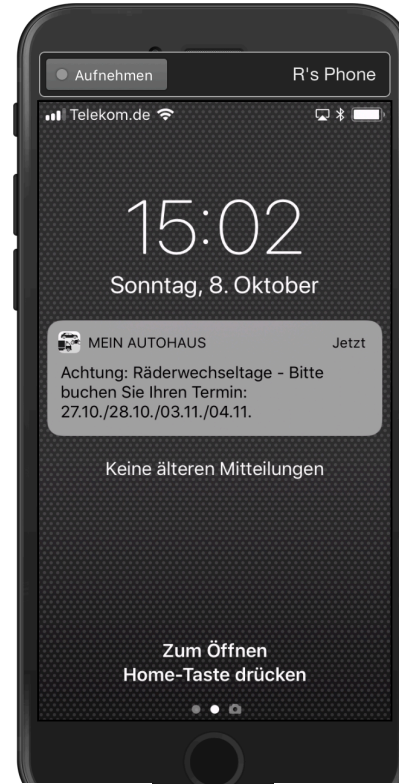 Aufnehmen
R's Phone
Telekom.de
15:02
Sonntag, 8. Oktober
MEIN AUTOHAUS
Jetzt
Achtung: Räderwechseltage - Bitte
buchen Sie Ihren Termin:
27.10./28.10./03.11./04.11.
Keine älteren Mitteilungen
Zum Öffnen
Home-Taste drücken